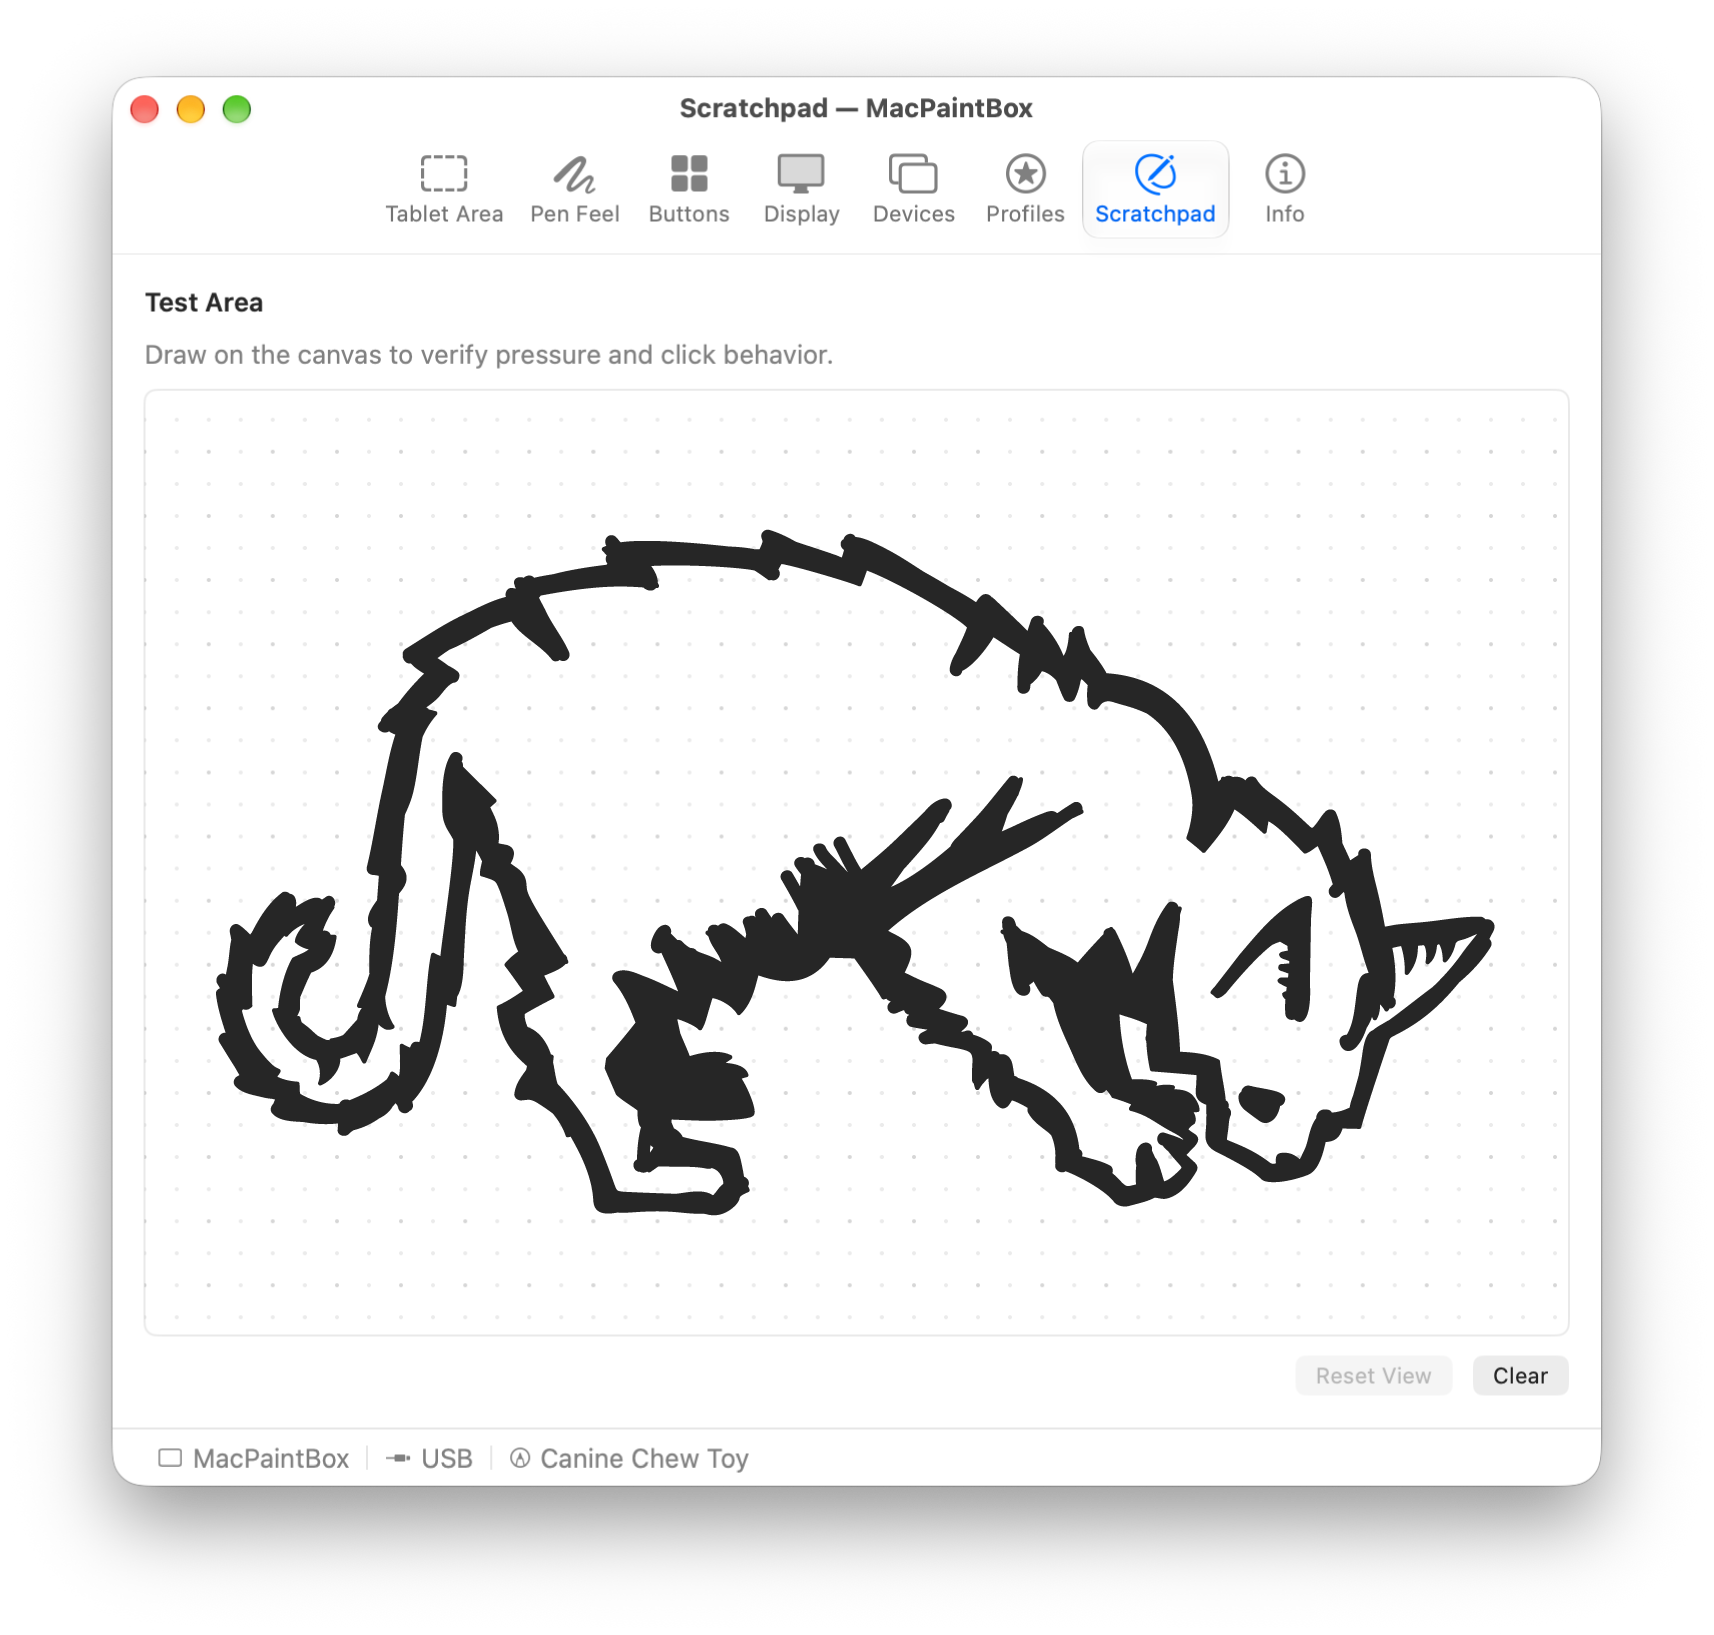 Scratchpad — MacPaintBox
Tablet Area Pen Feel Buttons Display Devices Profiles Scratchpad Info
Test Area
Draw on the canvas to verify pressure and click behavior.
Reset View Clear
MacPaintBox USB Canine Chew Toy